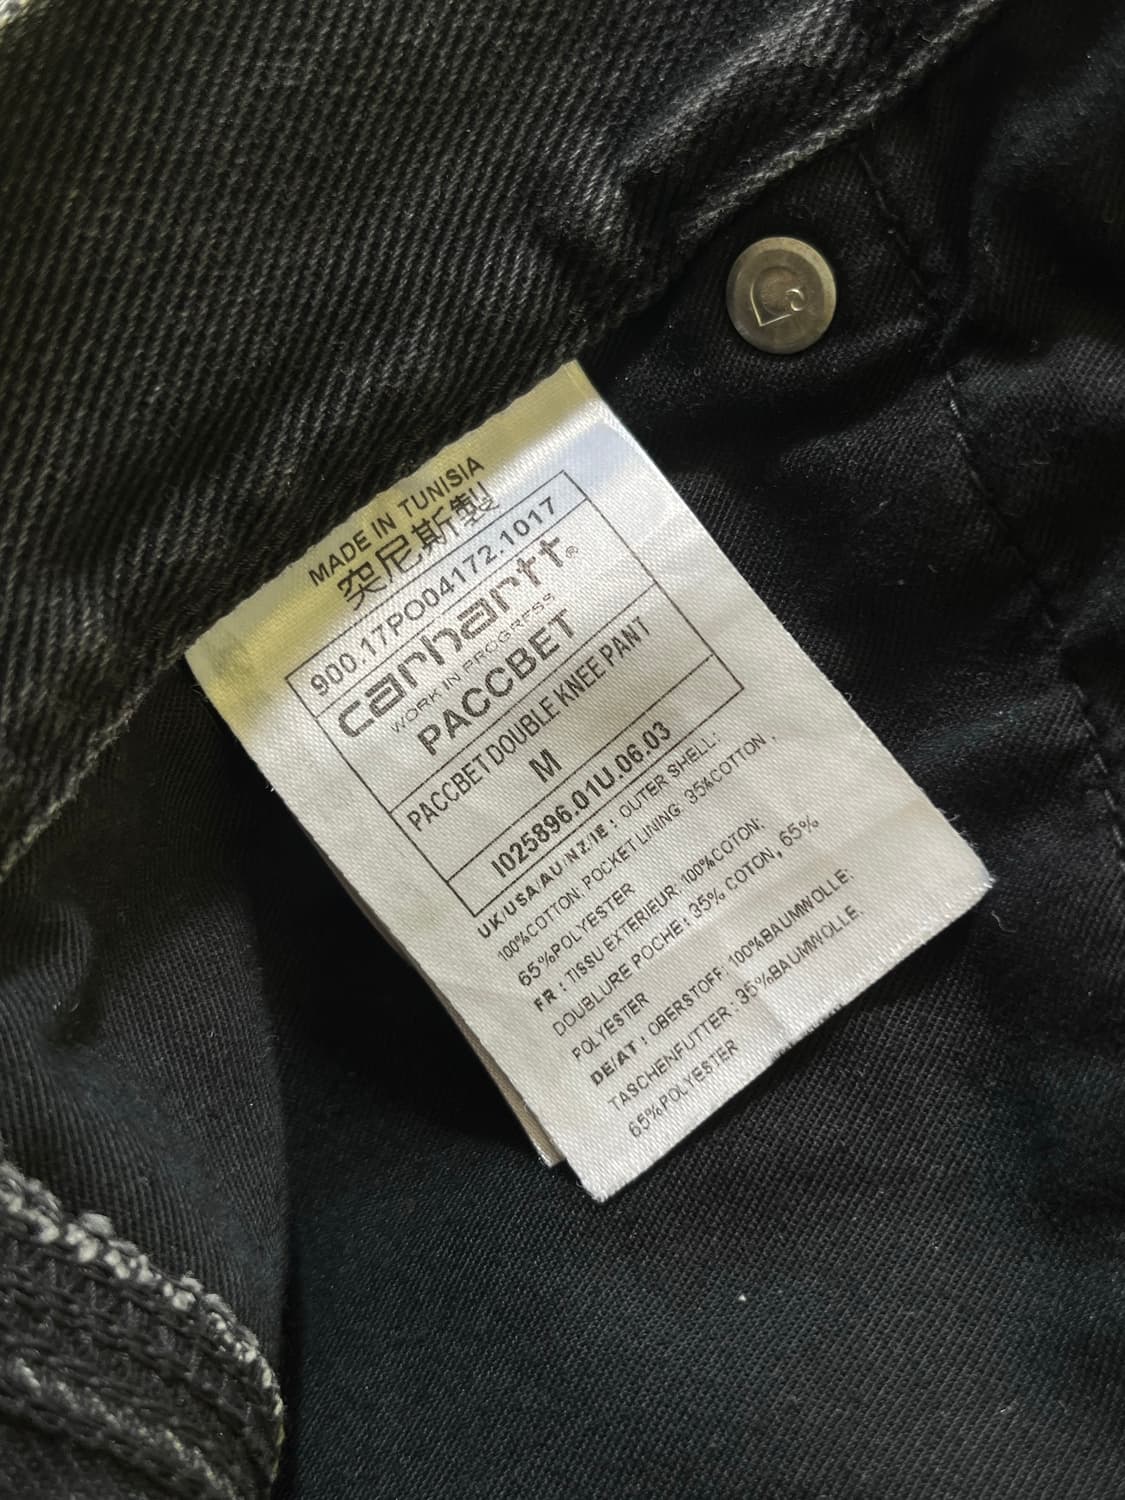 MADE IN TUNISIA
突尼斯製
900.17PO04172.1017
carhartt®
WORK IN PROGRESS
PACCBET
PACCBET DOUBLE KNEE PANT
M
I025896.01U.06.03
UK/USA/AU/NZ/IE : OUTER SHELL:
100%COTTON: POCKET LINING: 35%COTTON ,
65%POLYESTER
FR : TISSU EXTERIEUR: 100%COTON:
DOUBLURE POCHE: 35% COTON, 65%
POLYESTER
DE/AT : OBERSTOFF: 100%BAUMWOLLE:
TASCHENFUTTER: 35%BAUMWOLLE.
65%POLYESTER